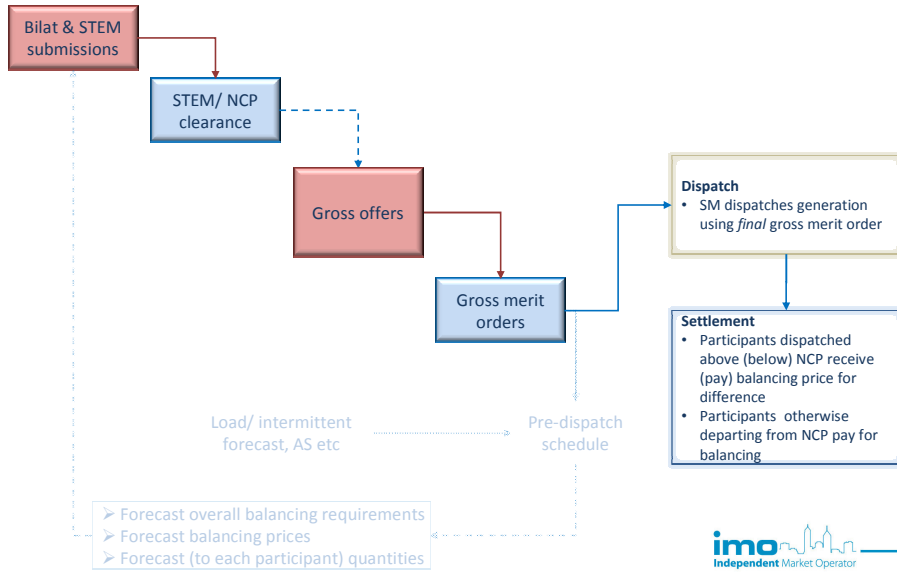 Bilat & STEM
submissions
STEM/ NCP
clearance
Gross offers
Gross merit
orders
Dispatch
• SM dispatches generation
using final gross merit order
Settlement
• Participants dispatched
above (below) NCP receive
(pay) balancing price for
difference
• Participants otherwise
departing from NCP pay for
balancing
Load/ intermittent
forecast, AS etc
Pre-dispatch
schedule
➢ Forecast overall balancing requirements
➢ Forecast balancing prices
➢ Forecast (to each participant) quantities
imo
Independent Market Operator